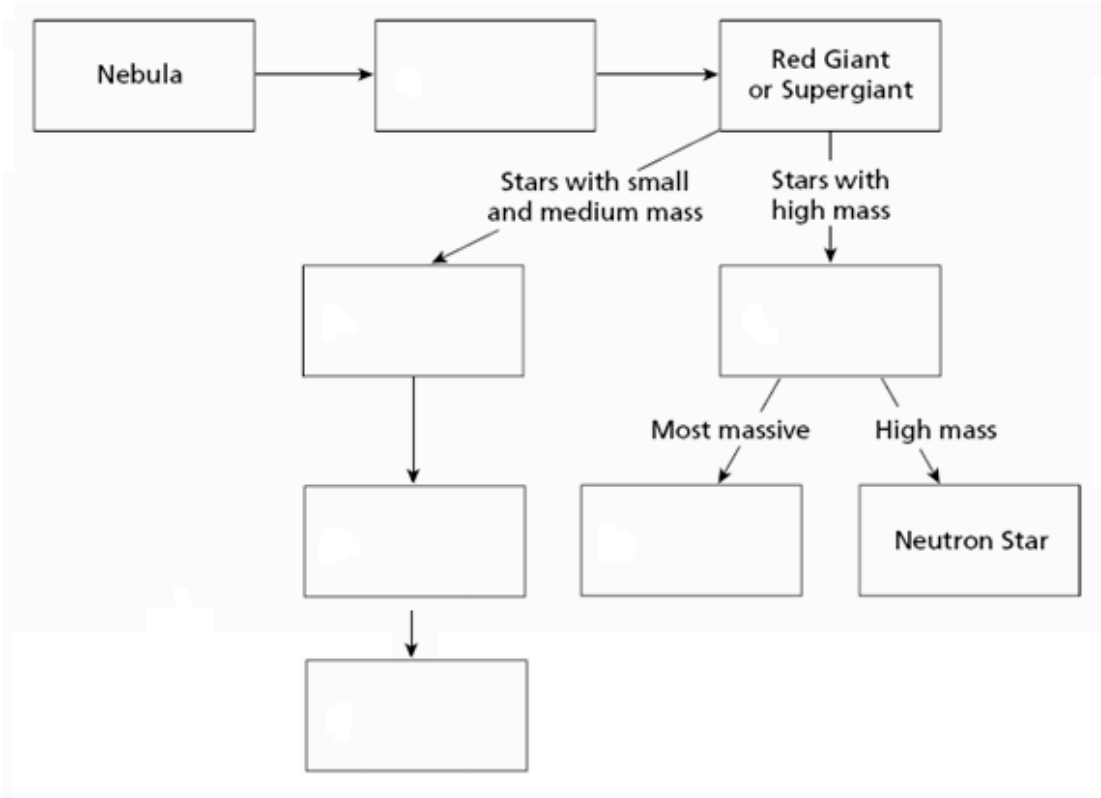 Nebula
Red Giant
or Supergiant
Stars with small
and medium mass
Stars with
high mass
Most massive
High mass
Neutron Star